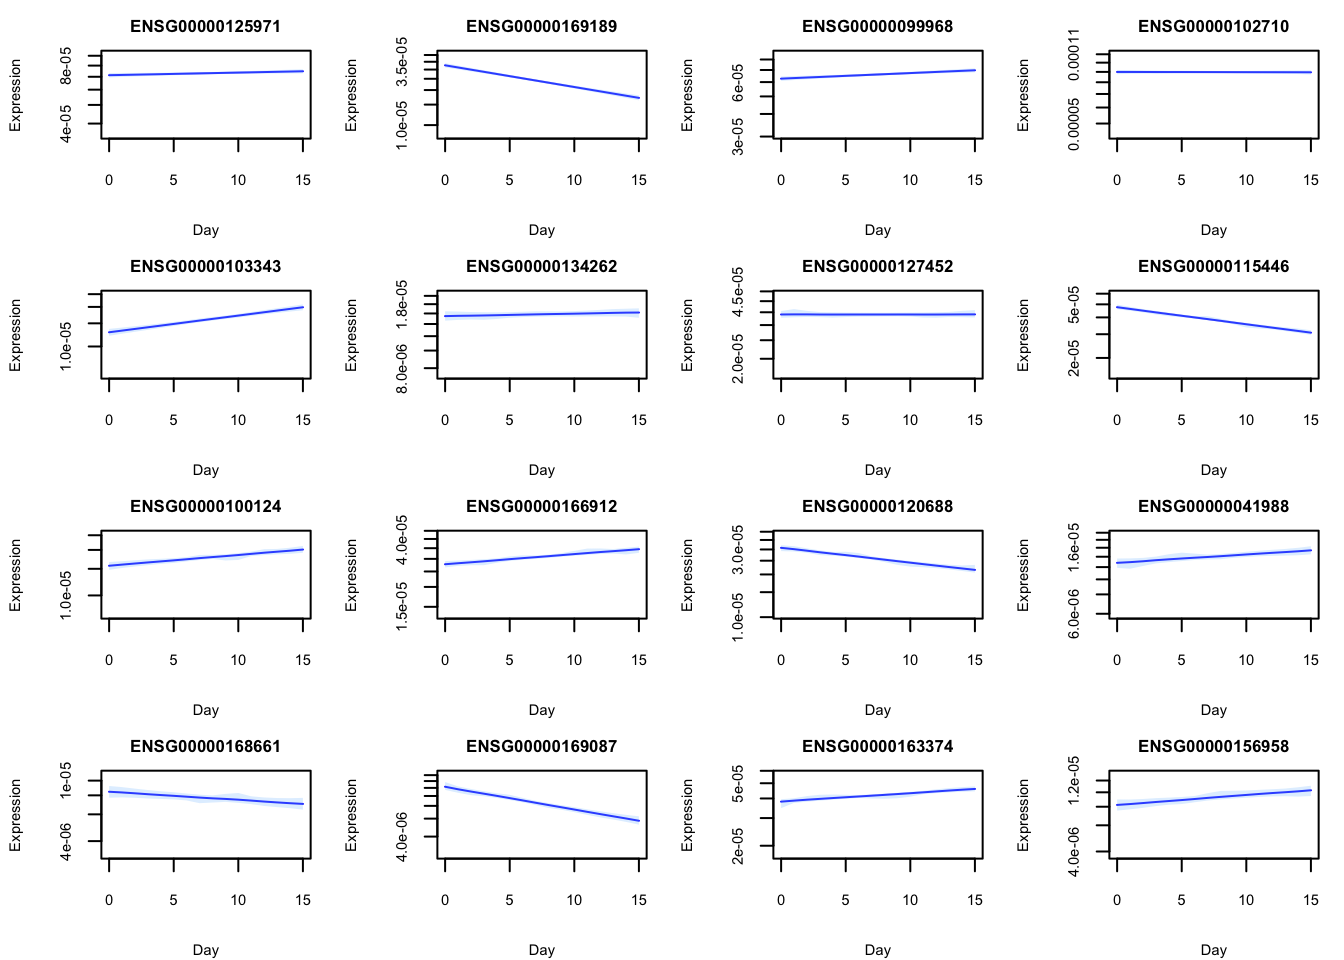 ENSG00000125971
Expression
8e-05
4e-05
0 5 10 15
Day
ENSG00000169189
Expression
3.5e-05
1.0e-05
0 5 10 15
Day
ENSG00000099968
Expression
6e-05
3e-05
0 5 10 15
Day
ENSG00000102710
Expression
0.00011
0.00005
0 5 10 15
Day
ENSG00000103343
Expression
1.0e-05
0 5 10 15
Day
ENSG00000134262
Expression
1.8e-05
8.0e-06
0 5 10 15
Day
ENSG00000127452
Expression
4.5e-05
2.0e-05
0 5 10 15
Day
ENSG00000115446
Expression
5e-05
2e-05
0 5 10 15
Day
ENSG00000100124
Expression
1.0e-05
0 5 10 15
Day
ENSG00000166912
Expression
4.0e-05
1.5e-05
0 5 10 15
Day
ENSG00000120688
Expression
3.0e-05
1.0e-05
0 5 10 15
Day
ENSG00000041988
Expression
1.6e-05
6.0e-06
0 5 10 15
Day
ENSG00000168661
Expression
1e-05
4e-06
0 5 10 15
Day
ENSG00000169087
Expression
4.0e-06
0 5 10 15
Day
ENSG00000163374
Expression
5e-05
2e-05
0 5 10 15
Day
ENSG00000156958
Expression
1.2e-05
4.0e-06
0 5 10 15
Day